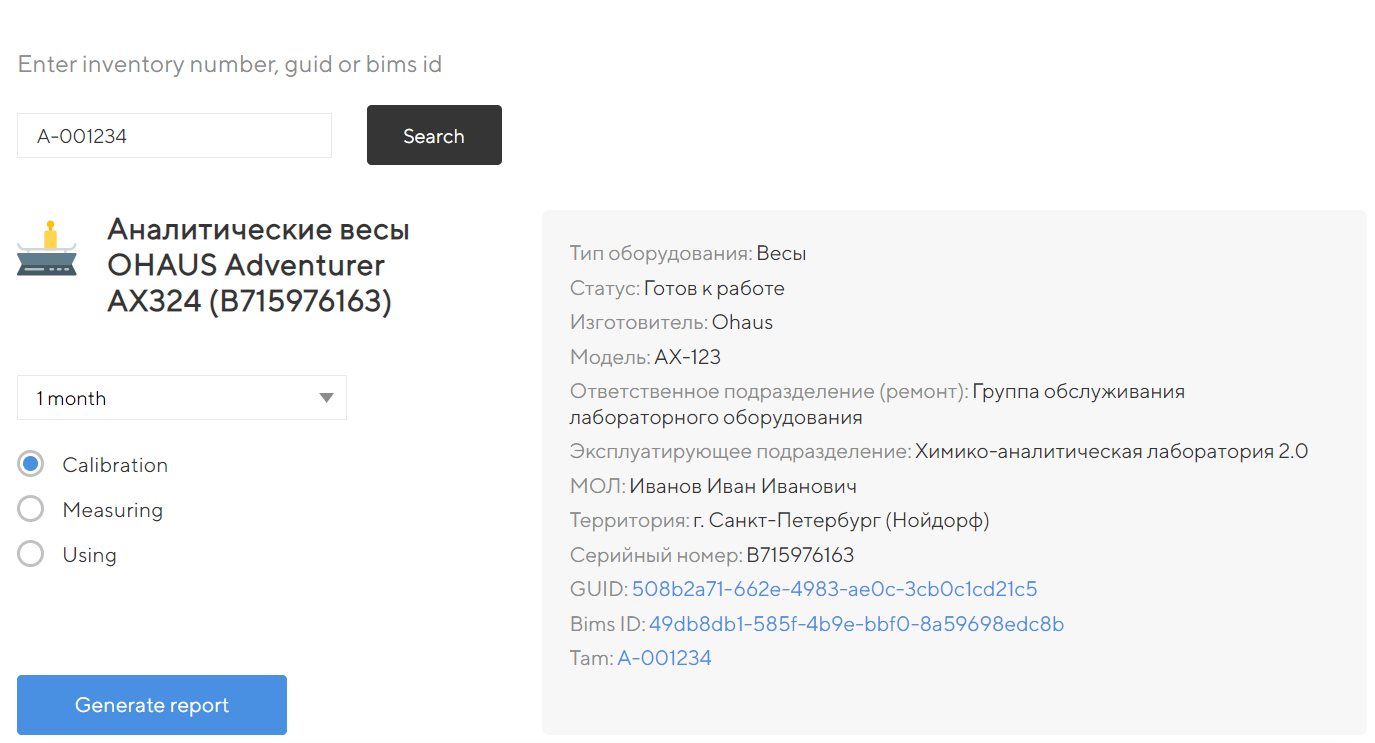 Enter inventory number, guid or bims id
A-001234
Search
Аналитические весы
OHAUS Adventurer
AX324 (B715976163)
1 month
Calibration
Measuring
Using
Generate report
Тип оборудования: Весы
Статус: Готов к работе
Изготовитель: Ohaus
Модель: AX-123
Ответственное подразделение (ремонт): Группа обслуживания
лабораторного оборудования
Эксплуатирующее подразделение: Химико-аналитическая лаборатория 2.0
МОЛ: Иванов Иван Иванович
Территория: г. Санкт-Петербург (Нойдорф)
Серийный номер: B715976163
GUID: 508b2a71-662e-4983-ae0c-3cb0c1cd21c5
Bims ID: 49db8db1-585f-4b9e-bbf0-8a59698edc8b
Tam: A-001234